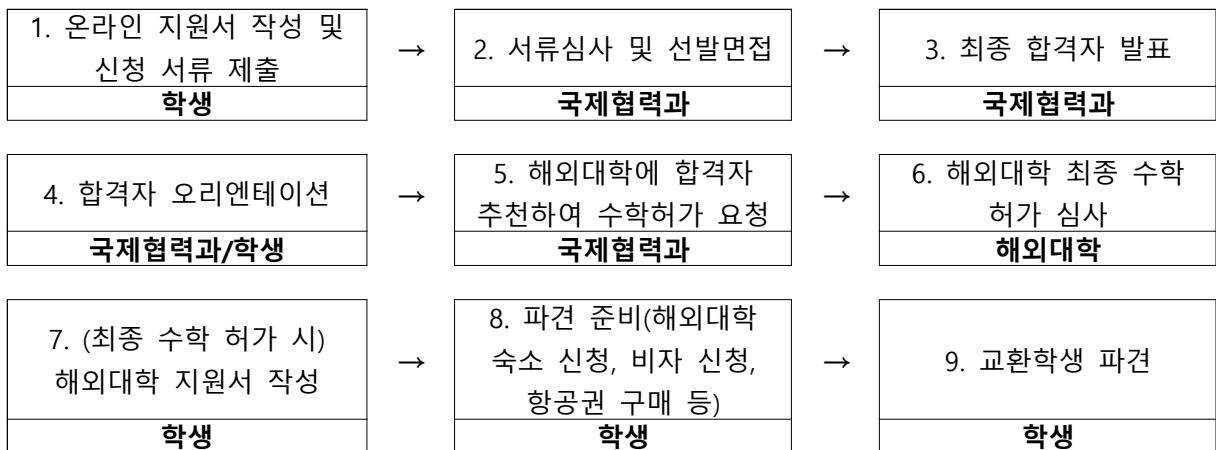 1. 온라인 지원서 작성 및
신청 서류 제출
학생
→
2. 서류심사 및 선발면접
국제협력과
→
3. 최종 합격자 발표
국제협력과
4. 합격자 오리엔테이션
국제협력과/학생
→
5. 해외대학에 합격자
추천하여 수학허가 요청
국제협력과
→
6. 해외대학 최종 수학
허가 심사
해외대학
7. (최종 수학 허가 시)
해외대학 지원서 작성
학생
→
8. 파견 준비(해외대학
숙소 신청, 비자 신청,
항공권 구매 등)
학생
→
9. 교환학생 파견
학생